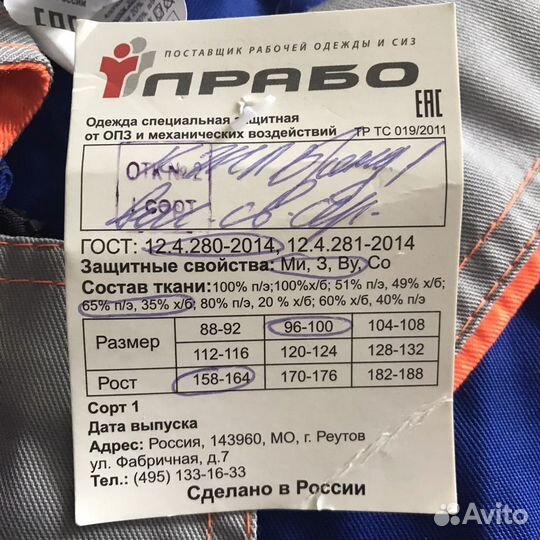 ПОСТАВЩИК РАБОЧЕЙ ОДЕЖДЫ И СИЗ
ПРАБО
Одежда специальная защитная
от ОПЗ и механических воздействий ТР ТС 019/2011
EAC
ОТК № 2
I СОРТ
ГОСТ: 12.4.280-2014, 12.4.281-2014
Защитные свойства: Ми, З, Ву, Со
Состав ткани: 100% п/э;100%х/б; 51% п/э, 49% х/б;
65% п/э, 35% х/б; 80% п/э, 20 % х/б; 60% х/б, 40% п/э
Размер 88-92 96-100 104-108
112-116 120-124 128-132
Рост 158-164 170-176 182-188
Сорт 1
Дата выпуска
Адрес: Россия, 143960, МО, г. Реутов
ул. Фабричная, д.7
Тел.: (495) 133-16-33
Сделано в России
Avito